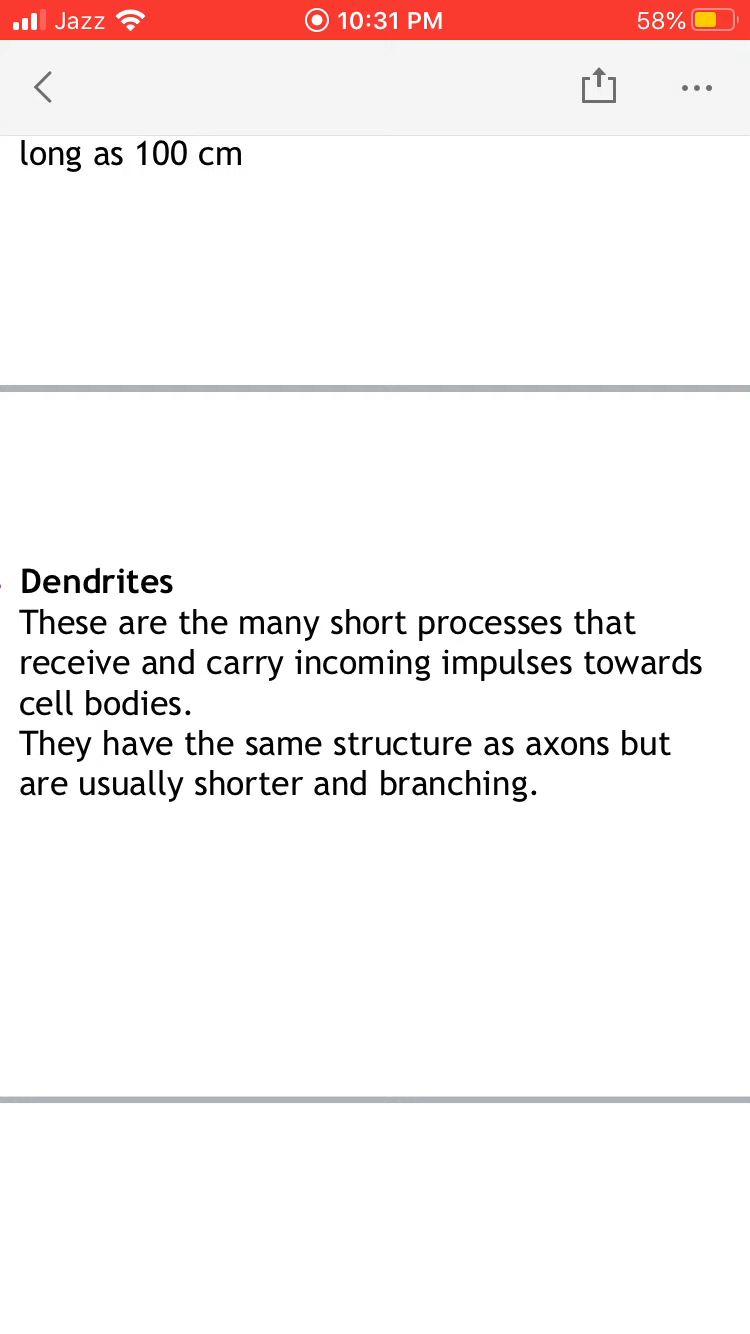 Jazz 10:31 PM 58%
long as 100 cm
Dendrites
These are the many short processes that
receive and carry incoming impulses towards
cell bodies.
They have the same structure as axons but
are usually shorter and branching.